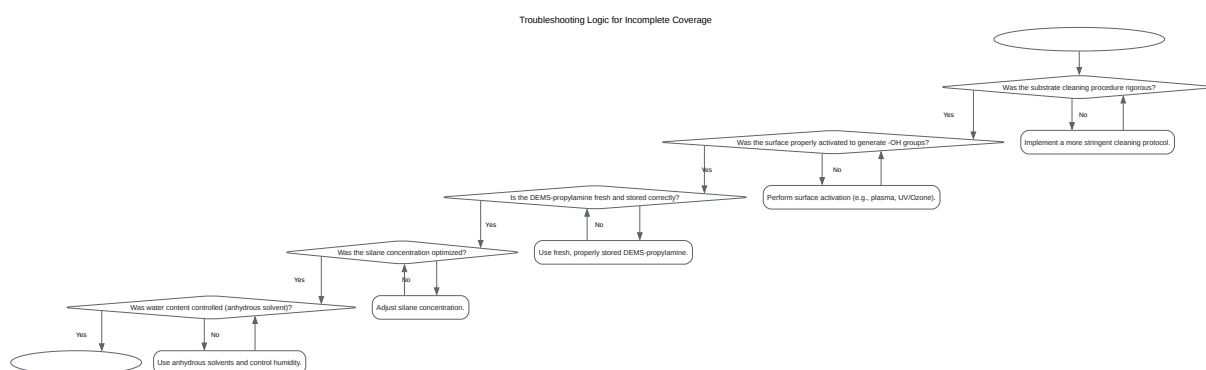 Troubleshooting Logic for Incomplete Coverage
Was the substrate cleaning procedure rigorous?
Yes
No
Implement a more stringent cleaning protocol.
Was the surface properly activated to generate -OH groups?
Yes
No
Perform surface activation (e.g., plasma, UV/Ozone).
Is the DEMS-propylamine fresh and stored correctly?
Yes
No
Use fresh, properly stored DEMS-propylamine.
Was the silane concentration optimized?
Yes
No
Adjust silane concentration.
Was water content controlled (anhydrous solvent)?
Yes
No
Use anhydrous solvents and control humidity.